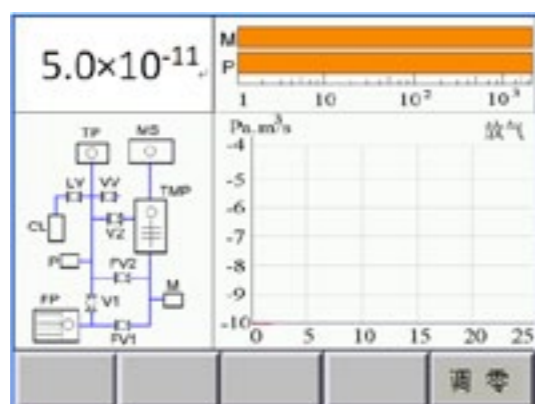 5.0×10⁻¹¹
M
P
1 10 10² 10³
TP MS
LV VV
TMP
CL
V2
P
FV2
M
FP
V1
FV1
Pa.m³/s
放气
-4
-5
-6
-7
-8
-9
-10
0 5 10 15 20 25
调零